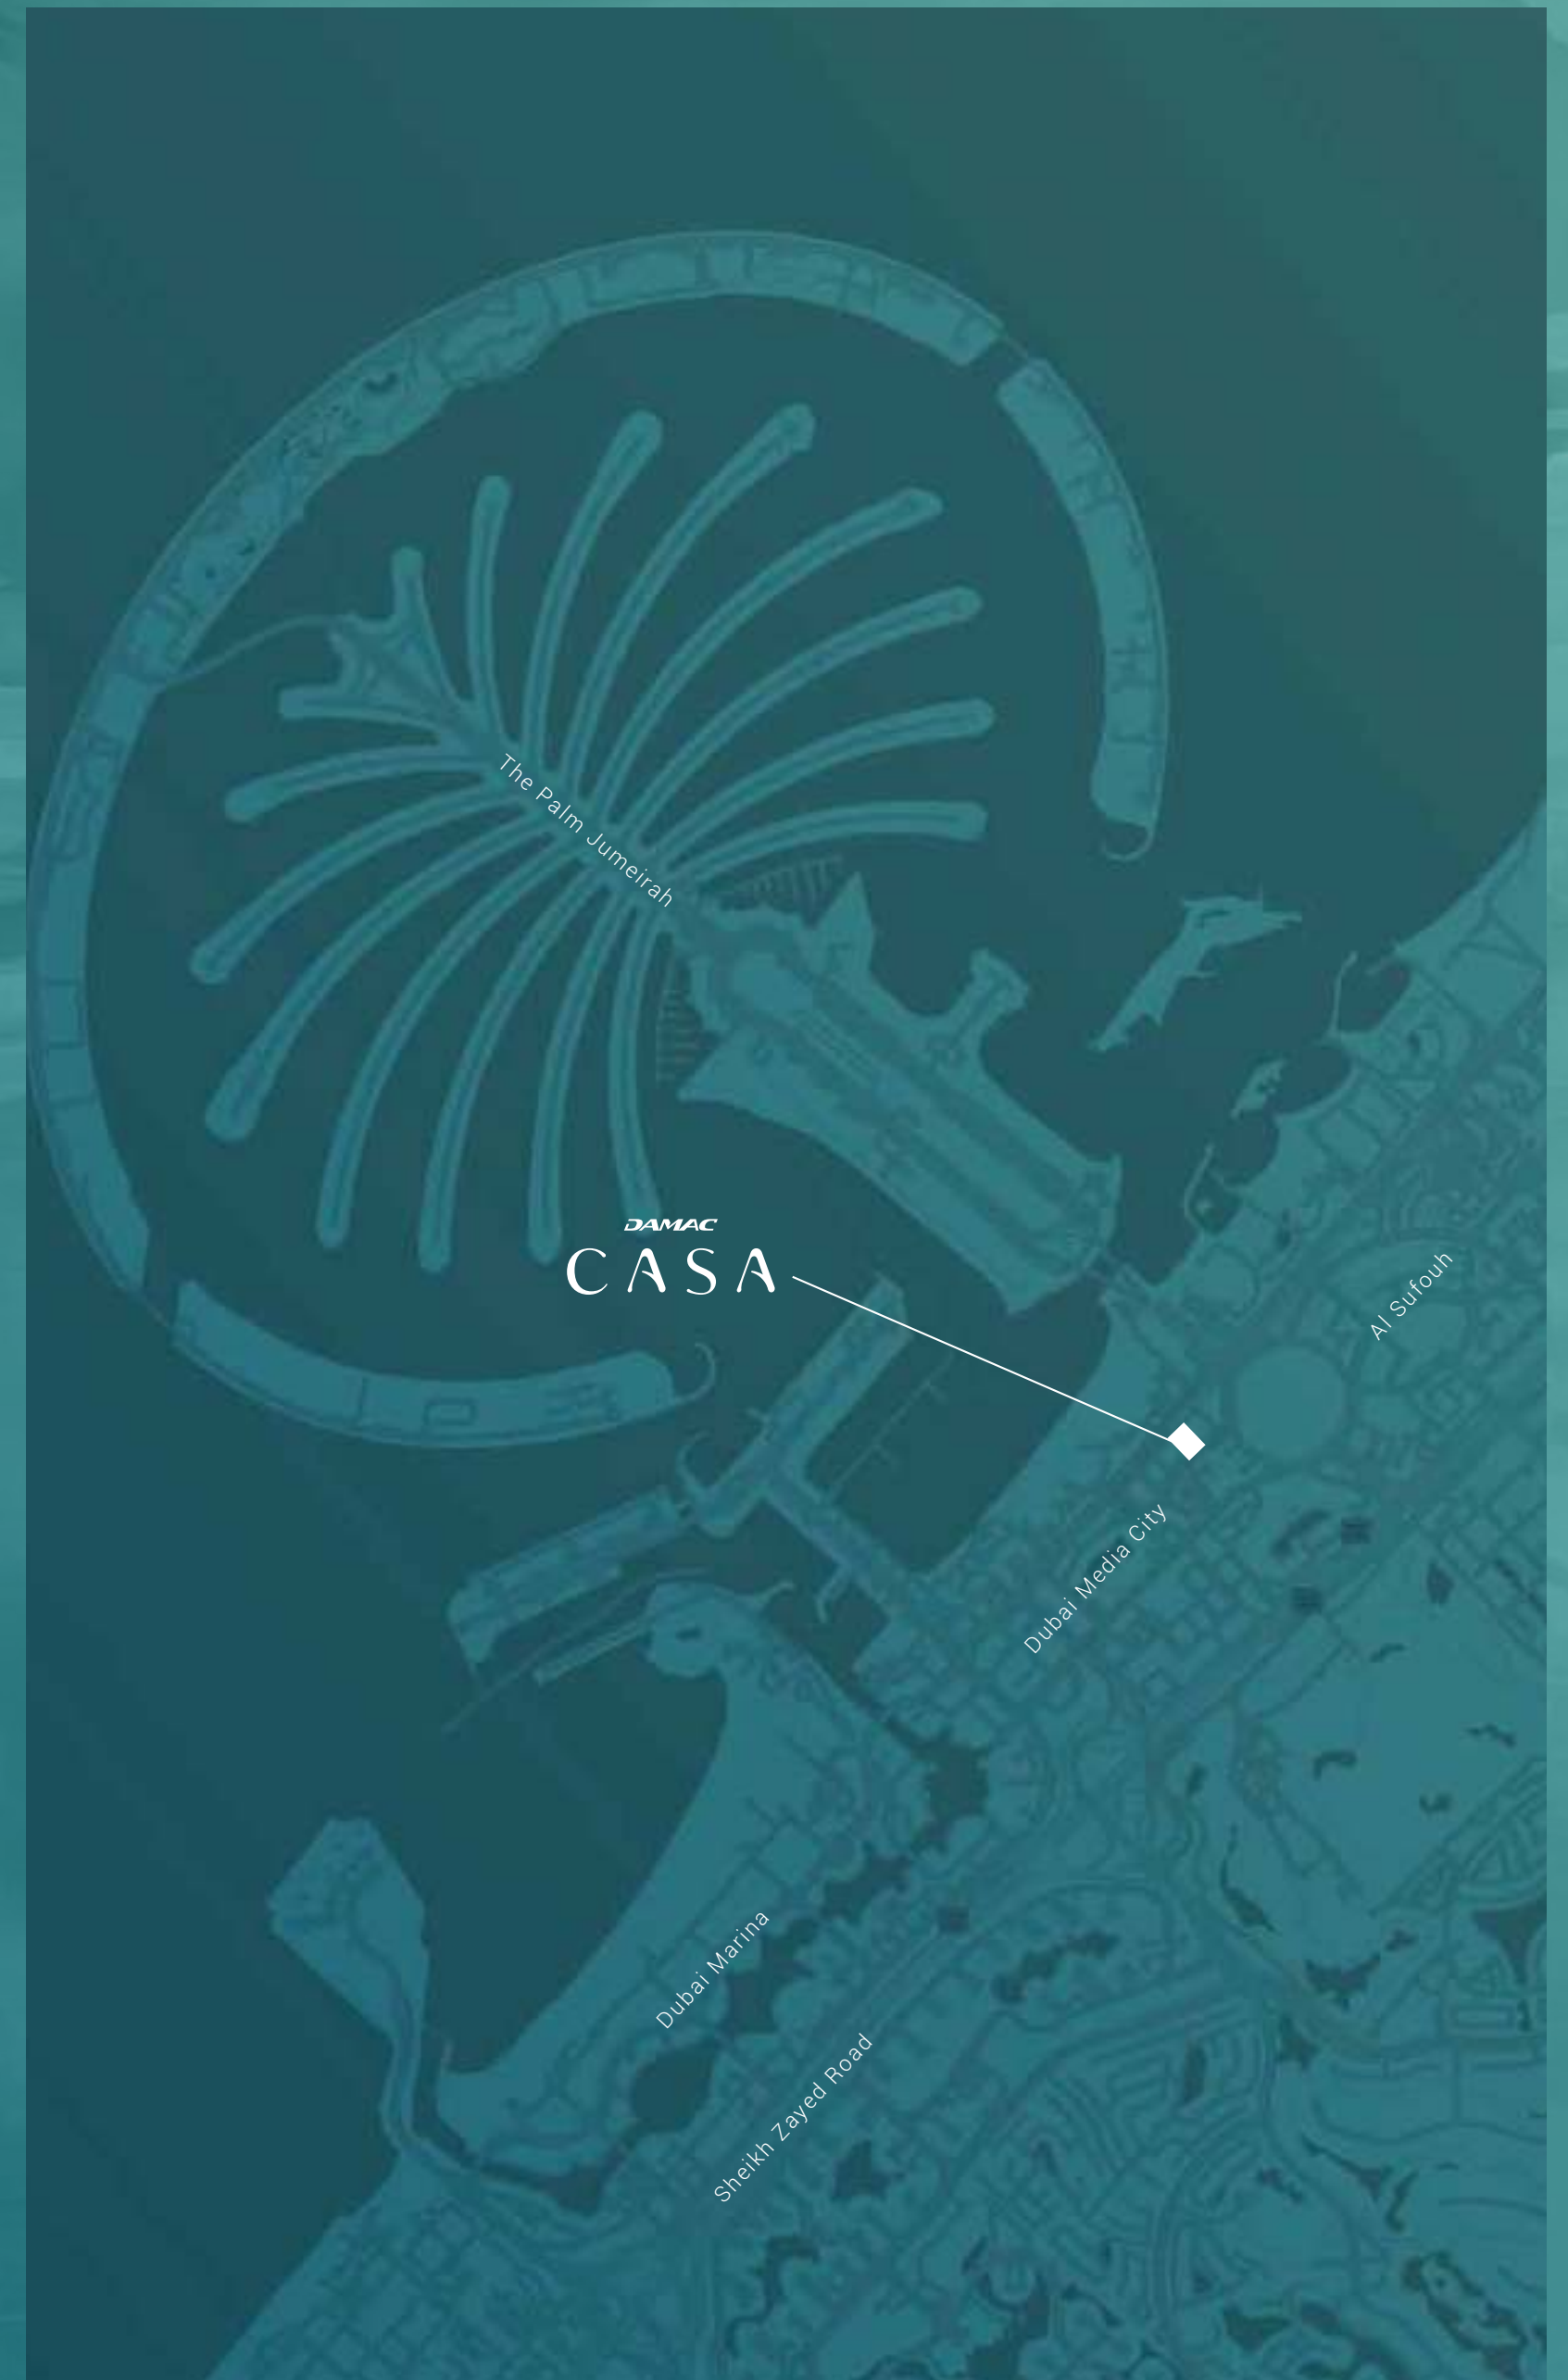 The Palm Jumeirah
DAMAC
CASA
Al Sufouh
Dubai Media City
Dubai Marina
Sheikh Zayed Road